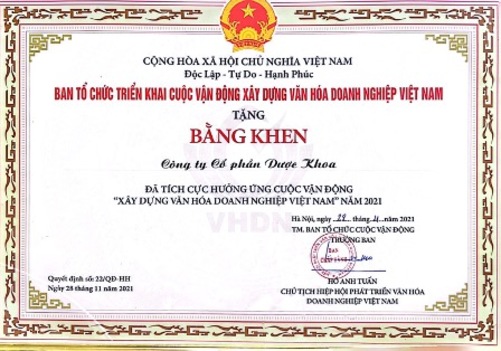 CỘNG HÒA XÃ HỘI CHỦ NGHĨA VIỆT NAM
Độc Lập - Tự Do - Hạnh Phúc
BAN TỔ CHỨC TRIỂN KHAI CUỘC VẬN ĐỘNG XÂY DỰNG VĂN HÓA DOANH NGHIỆP VIỆT NAM
TẶNG
BẰNG KHEN
Công ty Cổ phần Dược Khoa
ĐÃ TÍCH CỰC HƯỞNG ỨNG CUỘC VẬN ĐỘNG
“XÂY DỰNG VĂN HÓA DOANH NGHIỆP VIỆT NAM” NĂM 2021
VHDN
Hà Nội, ngày 28 tháng 11 năm 2021
TM. BAN TỔ CHỨC CUỘC VẬN ĐỘNG
TRƯỞNG BAN
Quyết định số: 22/QĐ-HH
Ngày 28 tháng 11 năm 2021
HỒ ANH TUẤN
CHỦ TỊCH HIỆP HỘI PHÁT TRIỂN VĂN HÓA
DOANH NGHIỆP VIỆT NAM